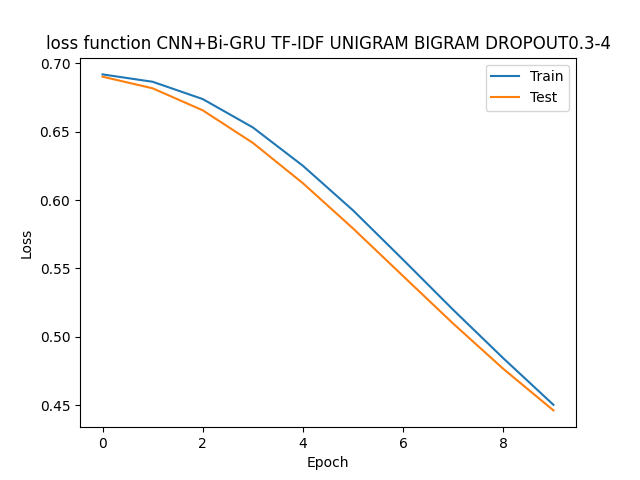 loss function CNN+Bi-GRU TF-IDF UNIGRAM BIGRAM DROPOUT0.3-4
Train
Test
0.70
0.65
0.60
0.55
0.50
0.45
Loss
0 2 4 6 8
Epoch